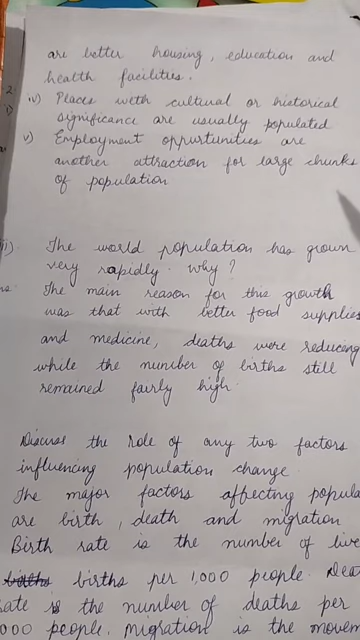 are better housing, education and
health facilities.
iv) Places with cultural or historical
significance are usually populated
v) Employment oppurtunities are
another attraction for large chunks
of population
The world population has grown
very rapidly. Why?
The main reason for this growth
was that with better food supplies
and medicine, deaths were reducing
while the number of births still
remained fairly high.
Discuss the role of any two factors
influencing population change
The major factors affecting popula
are birth, death and migration
Birth rate is the number of live
births births per 1,000 people. Dea
rate is the number of deaths per
000 people. Migration is the movem